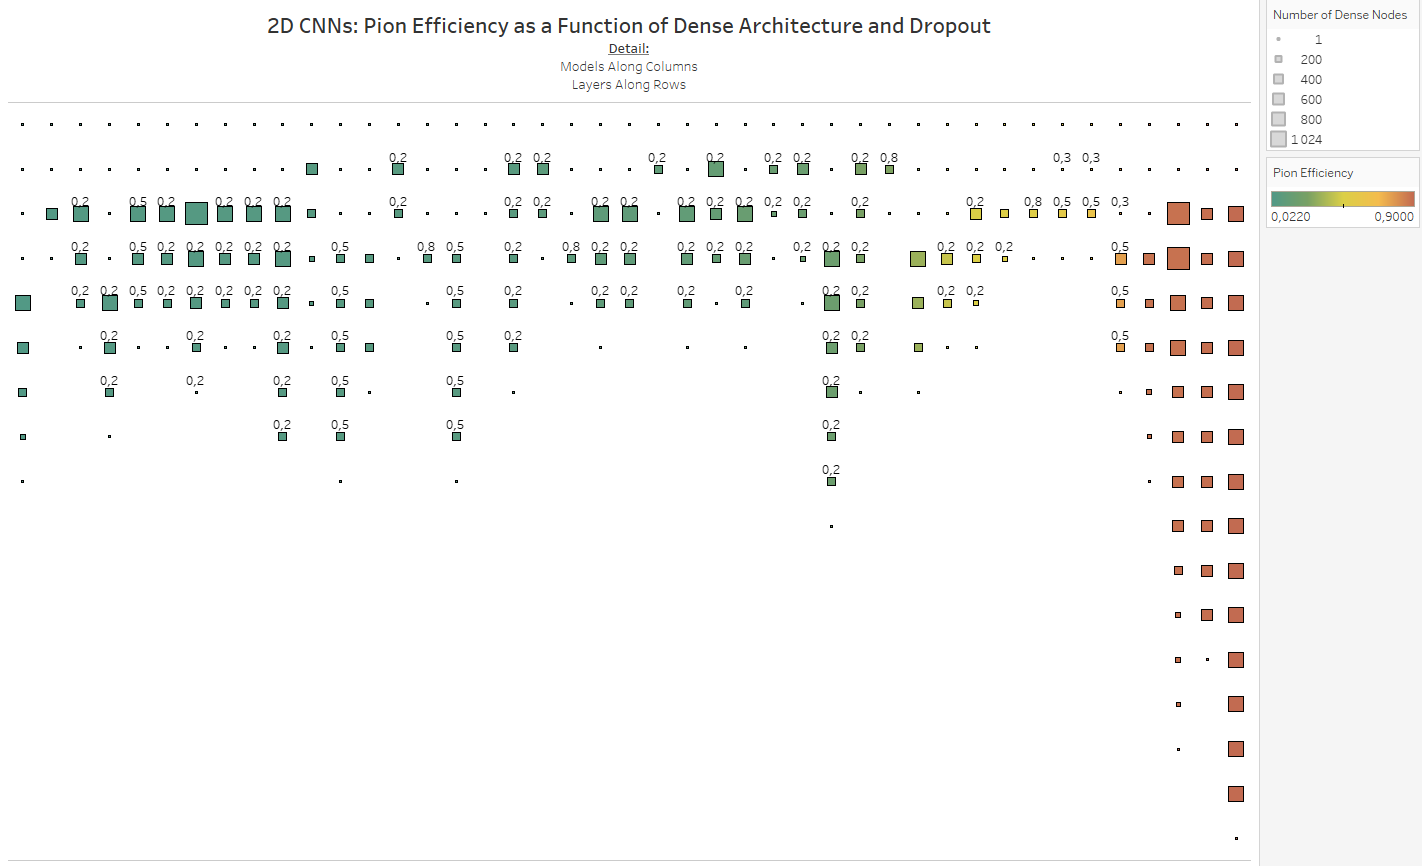 2D CNNs: Pion Efficiency as a Function of Dense Architecture and Dropout
Detail:
Models Along Columns
Layers Along Rows
0,2 0,2 0,2 0,2 0,2 0,2 0,2 0,2 0,8 0,3 0,3
0,2 0,5 0,2 0,2 0,2 0,2 0,2 0,2 0,2 0,2 0,2 0,2 0,2 0,2 0,2 0,2 0,2 0,2 0,8 0,5 0,5 0,3
0,2 0,5 0,2 0,2 0,2 0,2 0,2 0,5 0,8 0,5 0,2 0,8 0,2 0,2 0,2 0,2 0,2 0,2 0,2 0,2 0,2 0,2 0,2 0,5
0,2 0,2 0,5 0,2 0,2 0,2 0,2 0,2 0,5 0,5 0,2 0,2 0,2 0,2 0,2 0,2 0,2 0,2 0,2 0,5
0,2 0,2 0,2 0,5 0,5 0,2 0,2 0,2 0,5
0,2 0,2 0,2 0,5 0,5 0,2
0,2 0,5 0,5 0,2
0,2
Number of Dense Nodes
1
200
400
600
800
1 024
Pion Efficiency
0,0220 0,9000